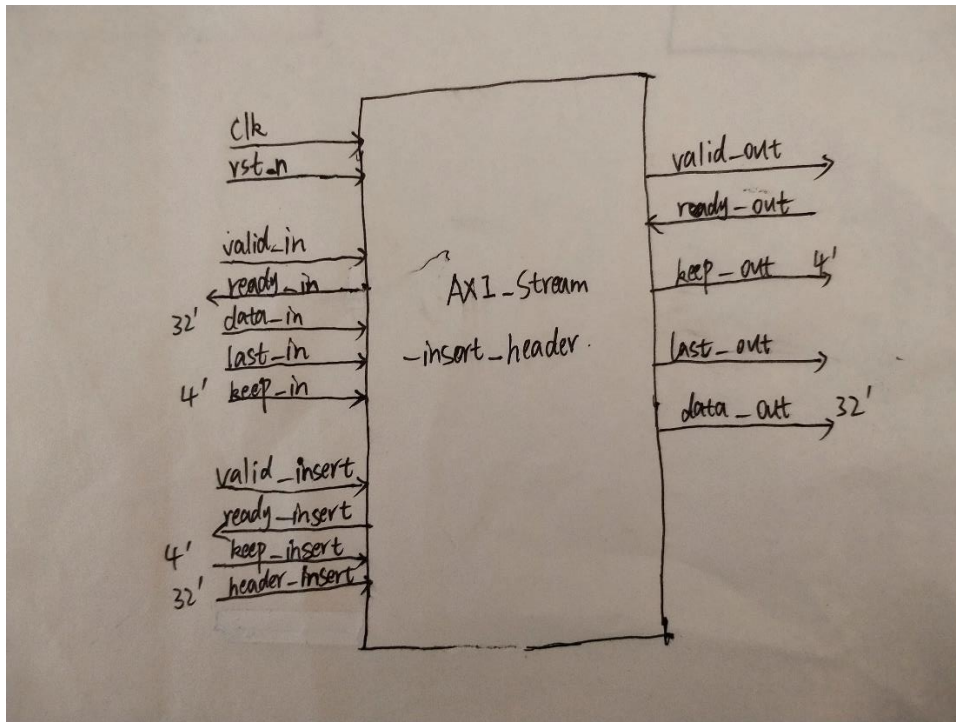 clk
rst_n
valid_in
ready_in
32' data_in
last_in
4' keep_in
valid_insert
ready_insert
4' keep_insert
32' header_insert
AXI_Stream
-insert_header.
valid_out
ready_out
keep_out 4'
last_out
data_out 32'